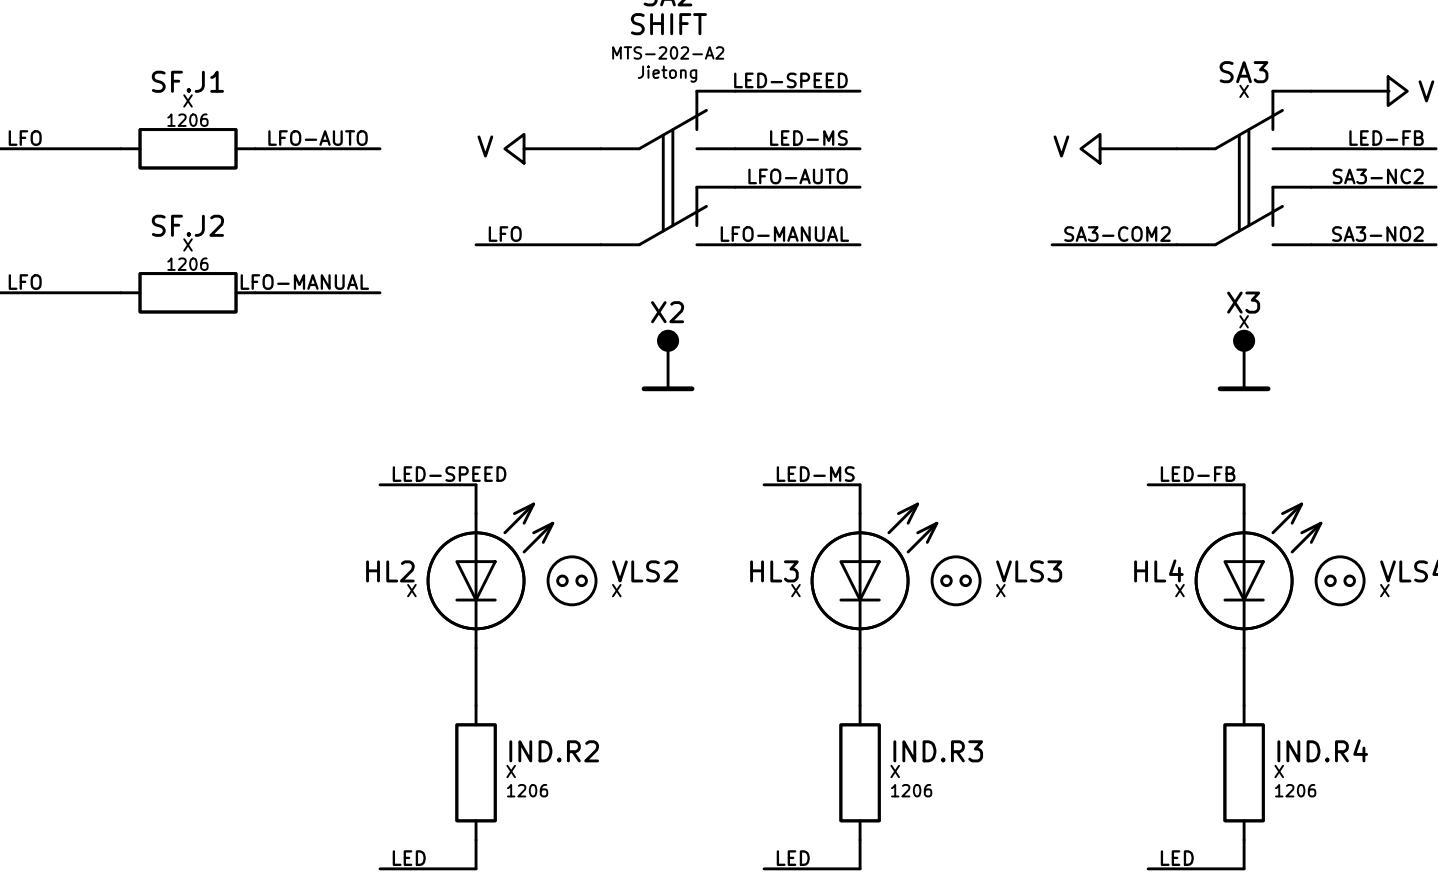 SA2
SHIFT
MTS-202-A2
Jietong
SF.J1
X
1206
LFO
LFO-AUTO
SF.J2
X
1206
LFO
LFO-MANUAL
V
LED-SPEED
LED-MS
LFO-AUTO
LFO
LFO-MANUAL
X2
SA3
X
V
V
LED-FB
SA3-NC2
SA3-COM2
SA3-NO2
X3
X
LED-SPEED
HL2
X
VLS2
X
IND.R2
X
1206
LED
LED-MS
HL3
X
VLS3
X
IND.R3
X
1206
LED
LED-FB
HL4
X
VLS4
X
IND.R4
X
1206
LED